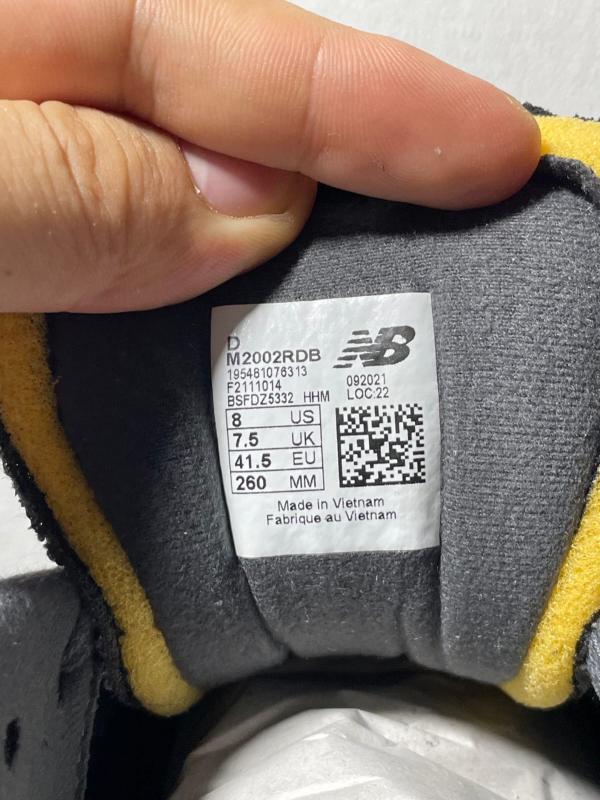 D
M2002RDB
195481076313
F2111014
BSFDZ5332 HHM
NB
092021
LOC:22
8 US
7.5 UK
41.5 EU
260 MM
Made in Vietnam
Fabrique au Vietnam